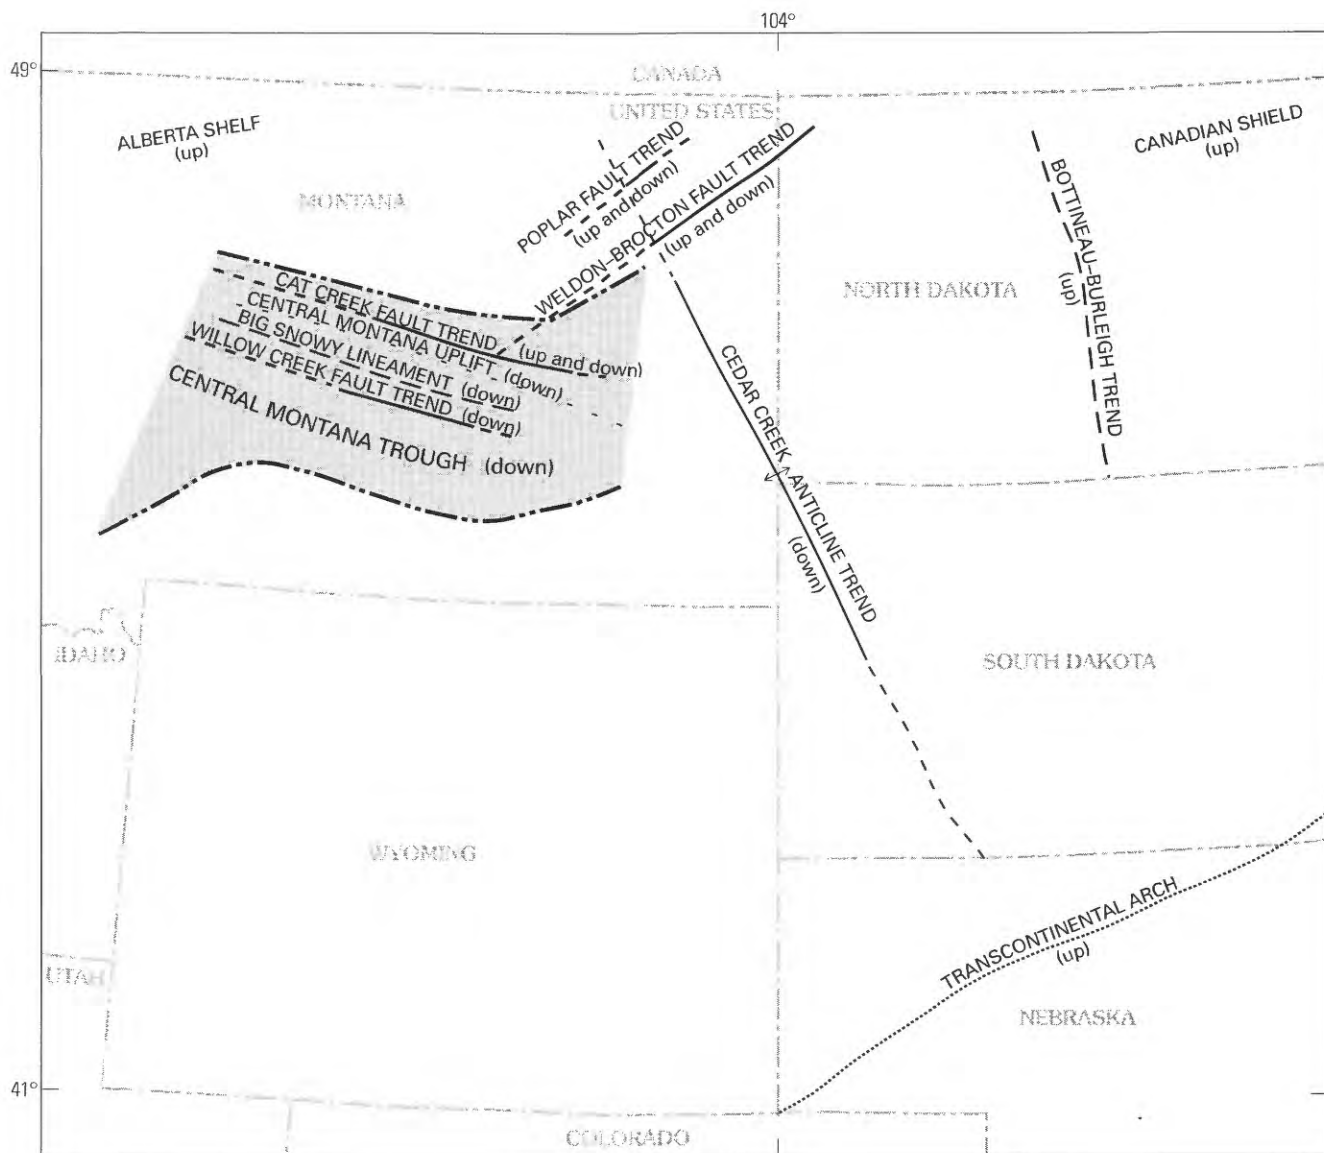 104°
49°
CANADA
UNITED STATES
ALBERTA SHELF
(up)
CANADIAN SHIELD
(up)
MONTANA
POPLAR FAULT TREND
(up and down)
WELDON–BROCTON FAULT TREND
(up and down)
BOTTINEAU–BURLEIGH TREND
(up)
NORTH DAKOTA
CAT CREEK FAULT TREND (up and down)
CENTRAL MONTANA UPLIFT (down)
BIG SNOWY LINEAMENT (down)
WILLOW CREEK FAULT TREND (down)
CENTRAL MONTANA TROUGH (down)
CEDAR CREEK ANTICLINE TREND
(down)
IDAHO
SOUTH DAKOTA
WYOMING
TRANSCONTINENTAL ARCH
(up)
UTAH
NEBRASKA
41°
COLORADO